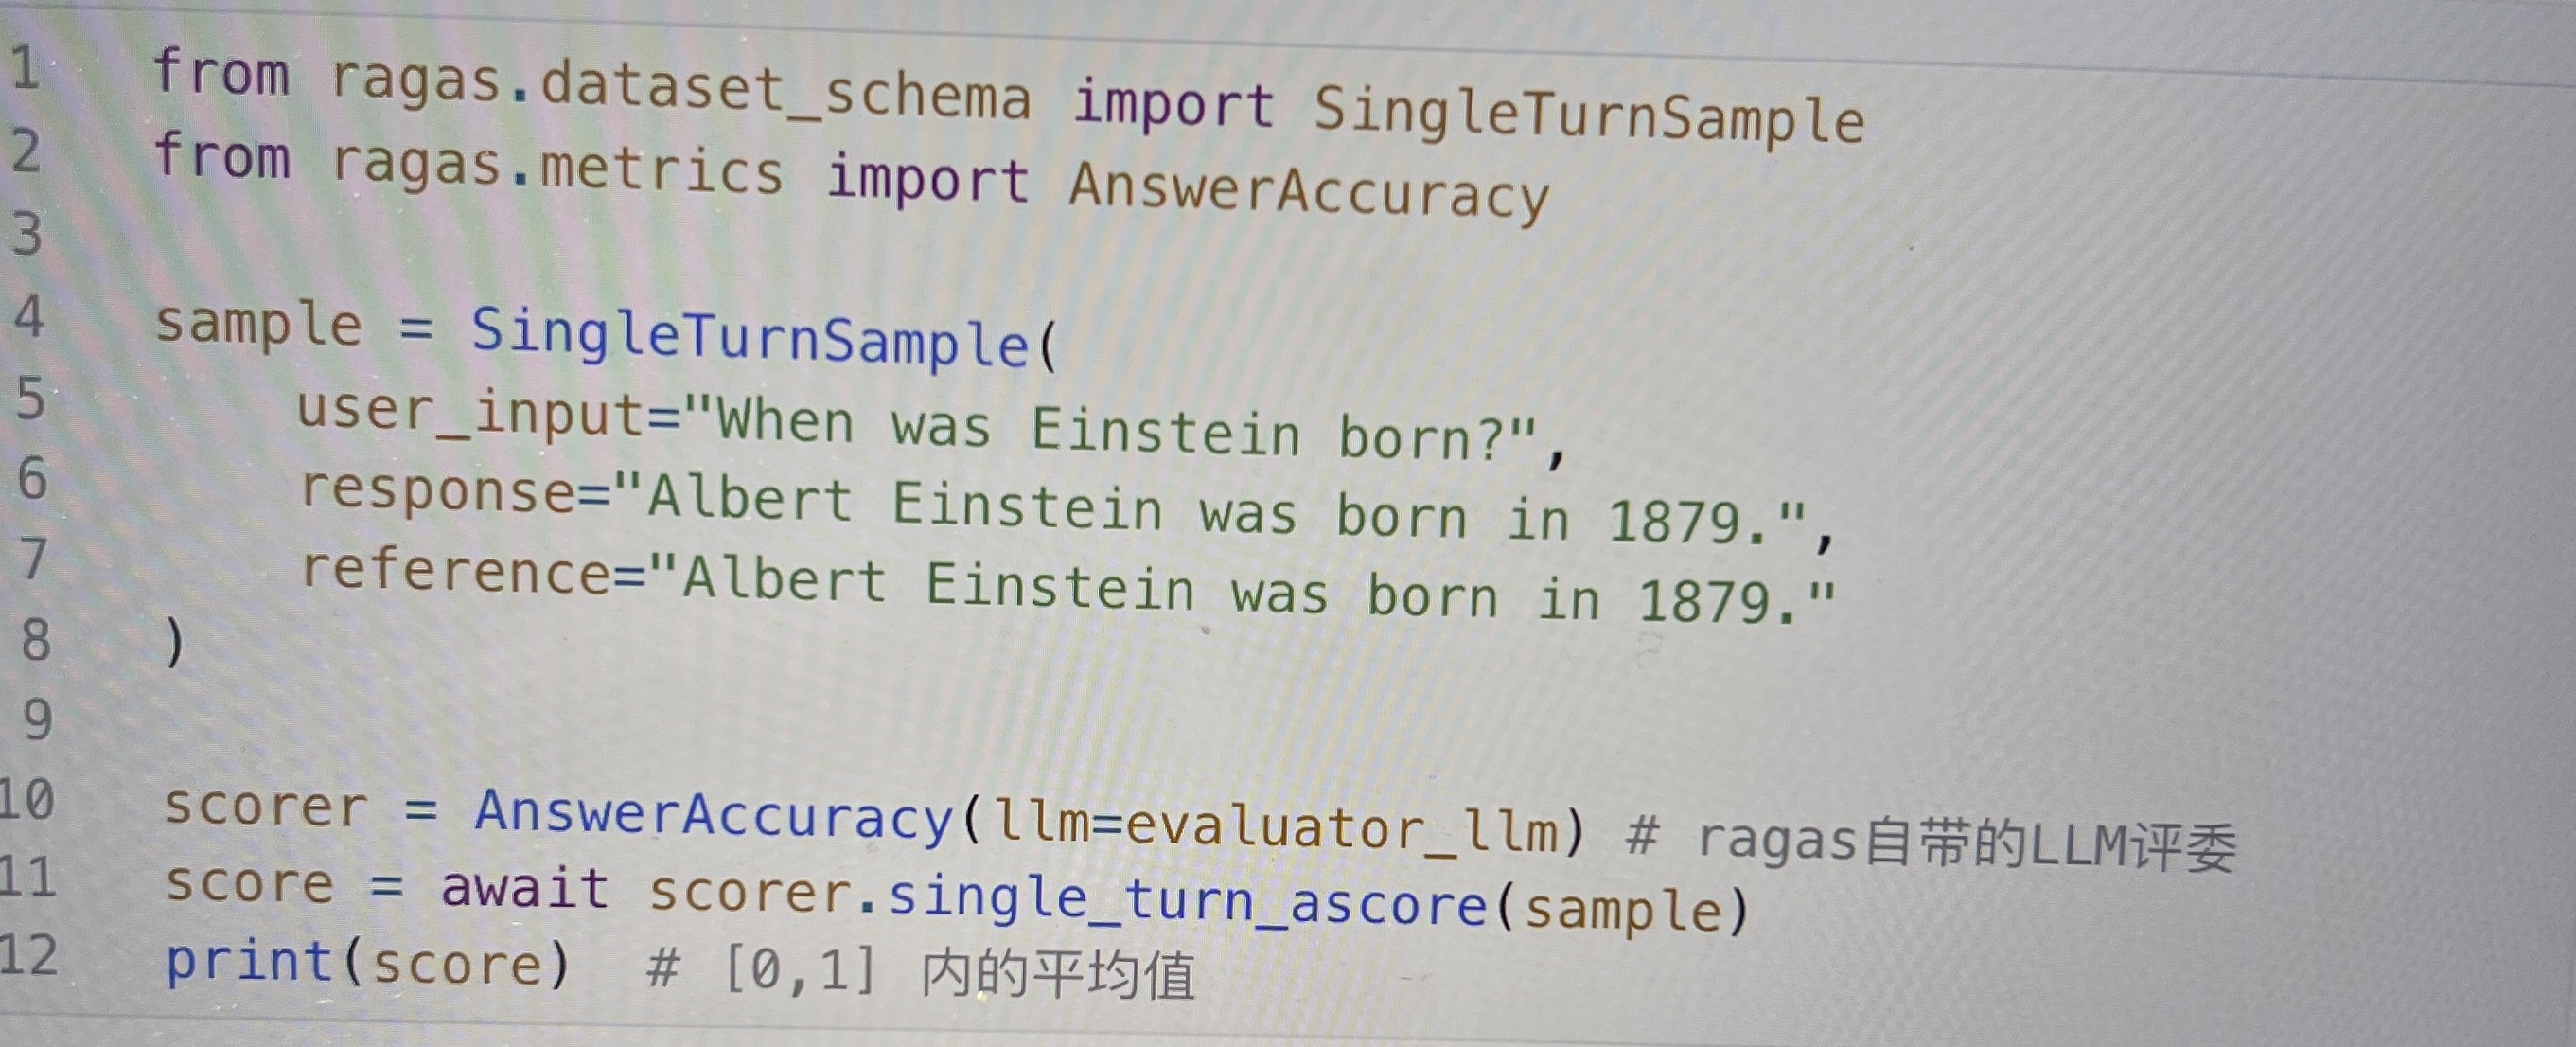 1 from ragas.dataset_schema import SingleTurnSample
2 from ragas.metrics import AnswerAccuracy
3
4 sample = SingleTurnSample(
5     user_input="When was Einstein born?",
6     response="Albert Einstein was born in 1879.",
7     reference="Albert Einstein was born in 1879."
8 )
9
10 scorer = AnswerAccuracy(llm=evaluator_llm) # ragas自带的LLM评委
11 score = await scorer.single_turn_ascore(sample)
12 print(score)  # [0,1] 内的平均值